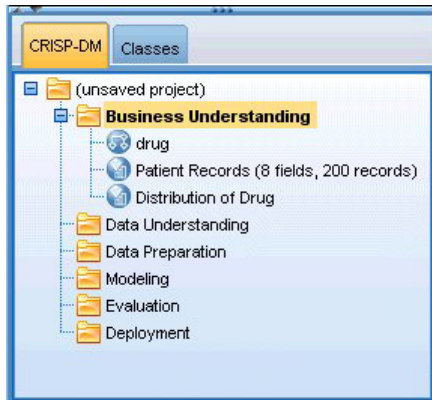 CRISP-DM Classes
(unsaved project)
Business Understanding
drug
Patient Records (8 fields, 200 records)
Distribution of Drug
Data Understanding
Data Preparation
Modeling
Evaluation
Deployment